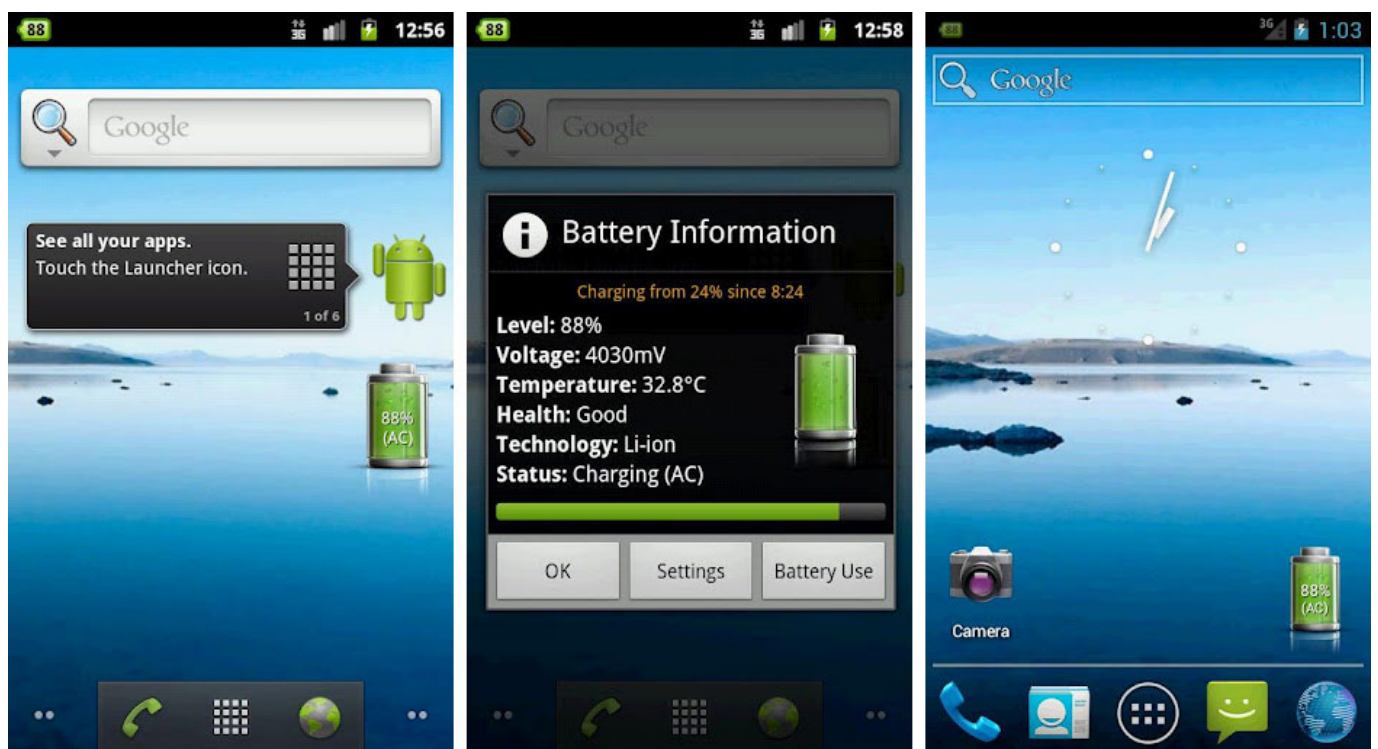 88
3G
12:56
Google
See all your apps.
Touch the Launcher icon.
1 of 6
88%
(AC)
88
3G
12:58
Google
Battery Information
Charging from 24% since 8:24
Level: 88%
Voltage: 4030mV
Temperature: 32.8°C
Health: Good
Technology: Li-ion
Status: Charging (AC)
OK
Settings
Battery Use
88
3G
1:03
Google
88%
(AC)
Camera